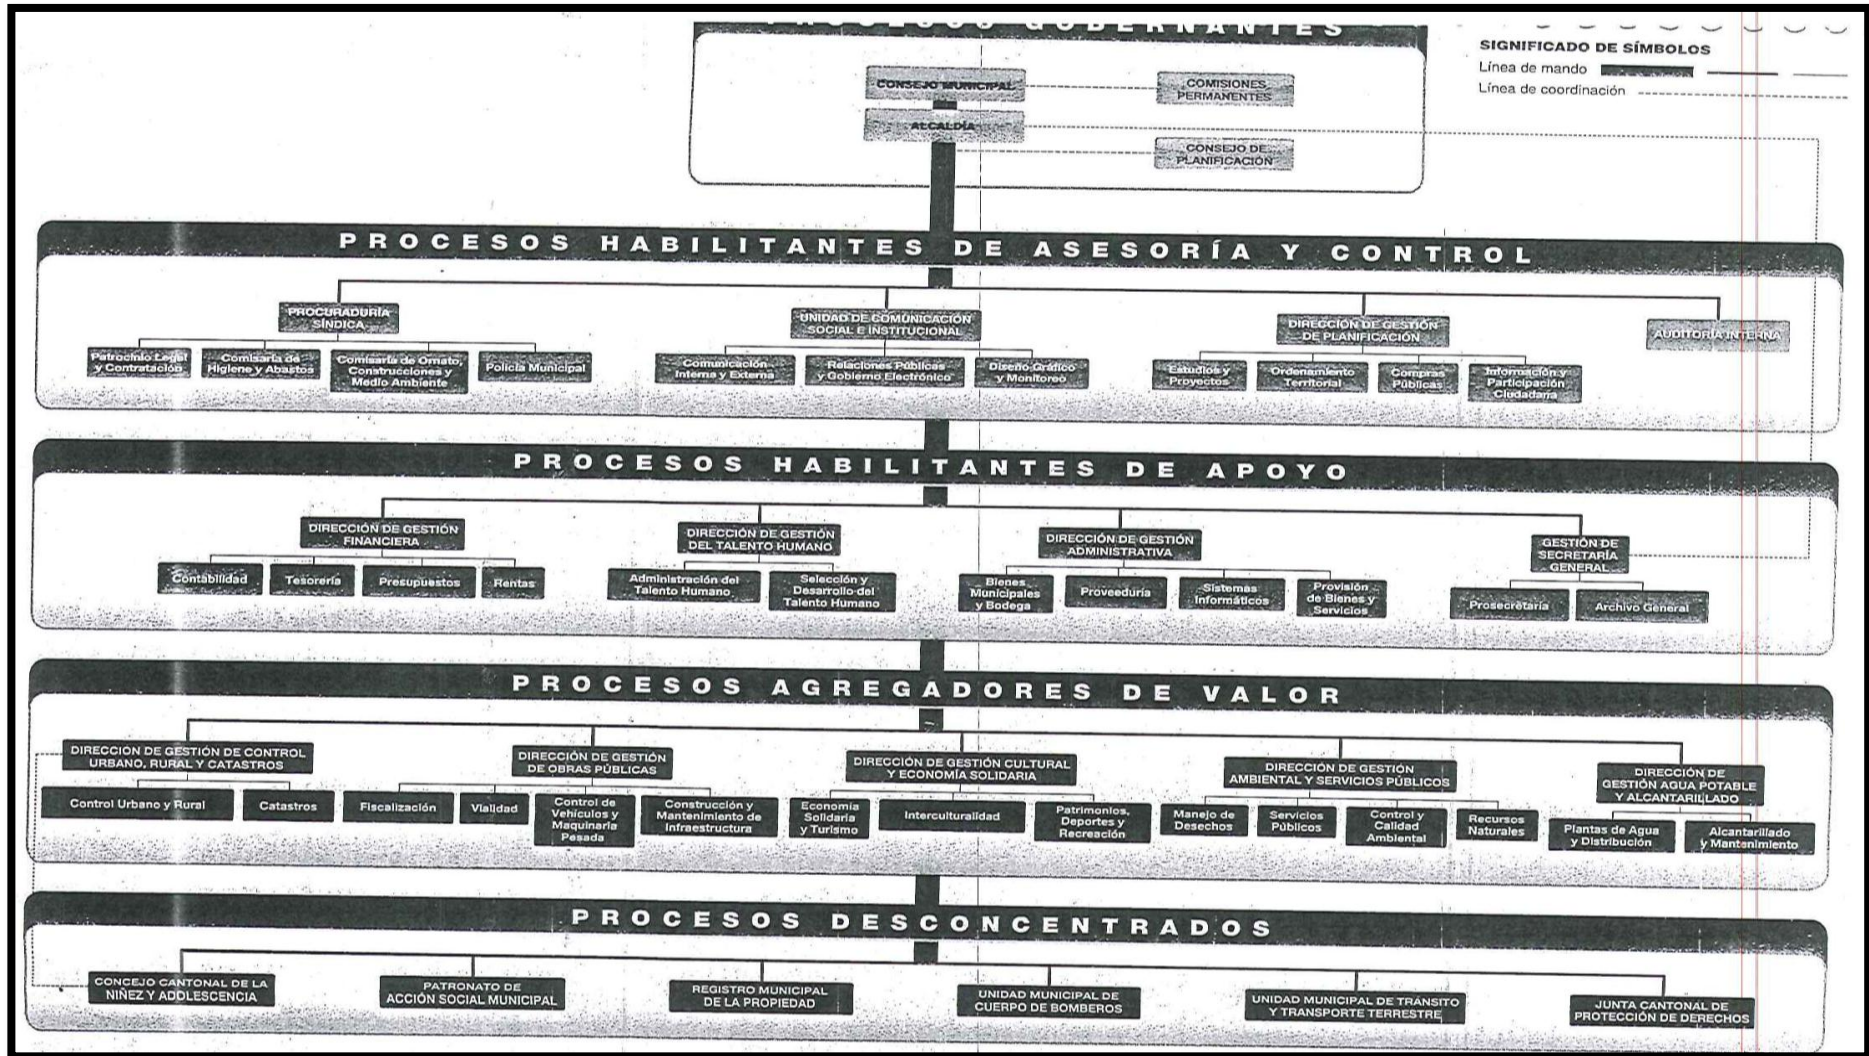 PROCESOS GOBERNANTES
SIGNIFICADO DE SÍMBOLOS
Línea de mando
Línea de coordinación
CONSEJO MUNICIPAL
COMISIONES
PERMANENTES
ALCALDÍA
CONSEJO DE
PLANIFICACIÓN
PROCESOS HABILITANTES DE ASESORÍA Y CONTROL
PROCURADURÍA
SÍNDICA
UNIDAD DE COMUNICACIÓN
SOCIAL E INSTITUCIONAL
DIRECCIÓN DE GESTIÓN
DE PLANIFICACIÓN
AUDITORÍA INTERNA
Patrocinio Legal
y Contratación
Comisaría de
Higiene y Abastos
Comisaría de Ornato,
Construcciones y
Medio Ambiente
Policía Municipal
Comunicación
Interna y Externa
Relaciones Públicas
y Gobierno Electrónico
Diseño Gráfico
y Monitoreo
Estudios y
Proyectos
Ordenamiento
Territorial
Compras
Públicas
Información y
Participación
Ciudadana
PROCESOS HABILITANTES DE APOYO
DIRECCIÓN DE GESTIÓN
FINANCIERA
DIRECCIÓN DE GESTIÓN
DEL TALENTO HUMANO
DIRECCIÓN DE GESTIÓN
ADMINISTRATIVA
GESTIÓN DE
SECRETARÍA
GENERAL
Contabilidad
Tesorería
Presupuestos
Rentas
Administración del
Talento Humano
Selección y
Desarrollo del
Talento Humano
Bienes
Municipales
y Bodega
Proveeduría
Sistemas
Informáticos
Provisión
de Bienes y
Servicios
Prosecretaría
Archivo General
PROCESOS AGREGADORES DE VALOR
DIRECCIÓN DE GESTIÓN DE CONTROL
URBANO, RURAL Y CATASTROS
DIRECCIÓN DE GESTIÓN
DE OBRAS PÚBLICAS
DIRECCIÓN DE GESTIÓN CULTURAL
Y ECONOMÍA SOLIDARIA
DIRECCIÓN DE GESTIÓN
AMBIENTAL Y SERVICIOS PÚBLICOS
DIRECCIÓN DE
GESTIÓN AGUA POTABLE
Y ALCANTARILLADO
Control Urbano y Rural
Catastros
Fiscalización
Vialidad
Control de
Vehículos y
Maquinaria
Pesada
Construcción y
Mantenimiento de
Infraestructura
Economía
Solidaria
y Turismo
Interculturalidad
Patrimonios,
Deportes y
Recreación
Manejo de
Desechos
Servicios
Públicos
Control y
Calidad
Ambiental
Recursos
Naturales
Plantas de Agua
y Distribución
Alcantarillado
y Mantenimiento
PROCESOS DESCONCENTRADOS
CONCEJO CANTONAL DE LA
NIÑEZ Y ADOLESCENCIA
PATRONATO DE
ACCIÓN SOCIAL MUNICIPAL
REGISTRO MUNICIPAL
DE LA PROPIEDAD
UNIDAD MUNICIPAL DE
CUERPO DE BOMBEROS
UNIDAD MUNICIPAL DE TRÁNSITO
Y TRANSPORTE TERRESTRE
JUNTA CANTONAL DE
PROTECCIÓN DE DERECHOS